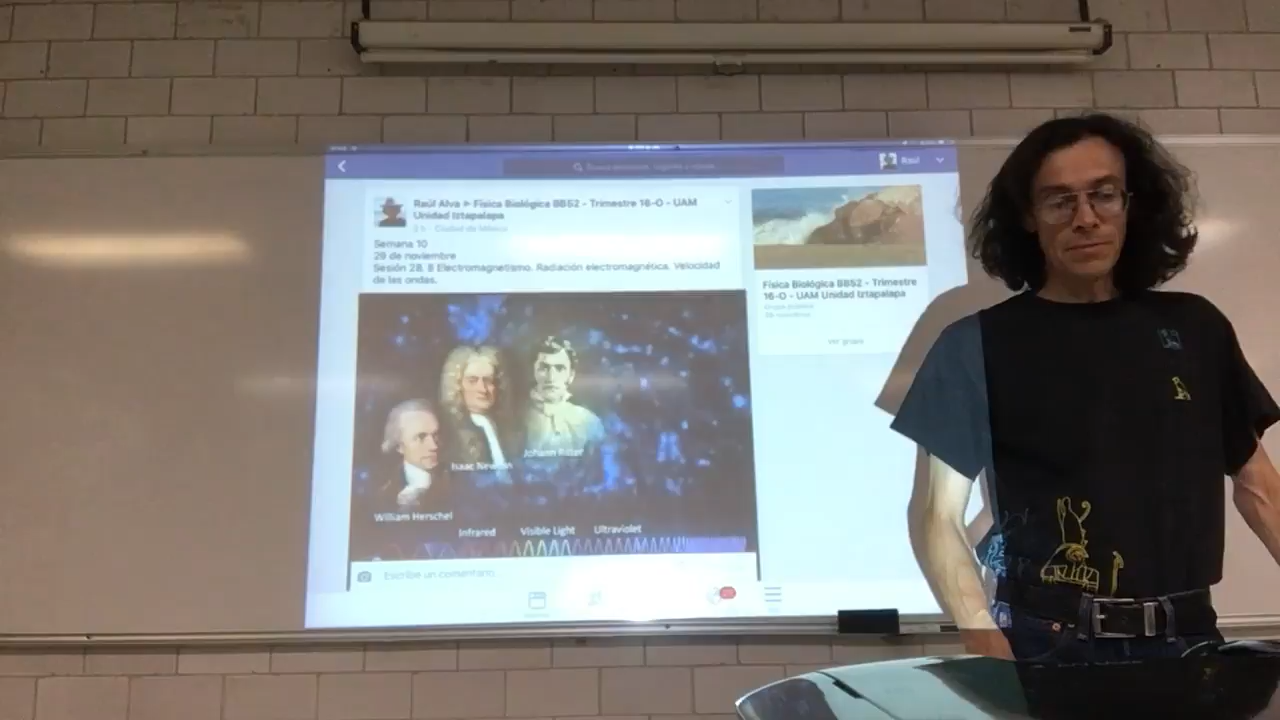 Raúl
Raúl Alva ▸ Física Biológica BB52 - Trimestre 16-O - UAM
Unidad Iztapalapa
Ciudad de México
Semana 10
29 de noviembre
Sesión 28. 8 Electromagnetismo. Radiación electromagnética. Velocidad
de las ondas.
Física Biológica BB52 - Trimestre
16-O - UAM Unidad Iztapalapa
Ver grupo
Johann Ritter
Isaac Newton
William Herschel
Infrared Visible Light Ultraviolet
Escribe un comentario